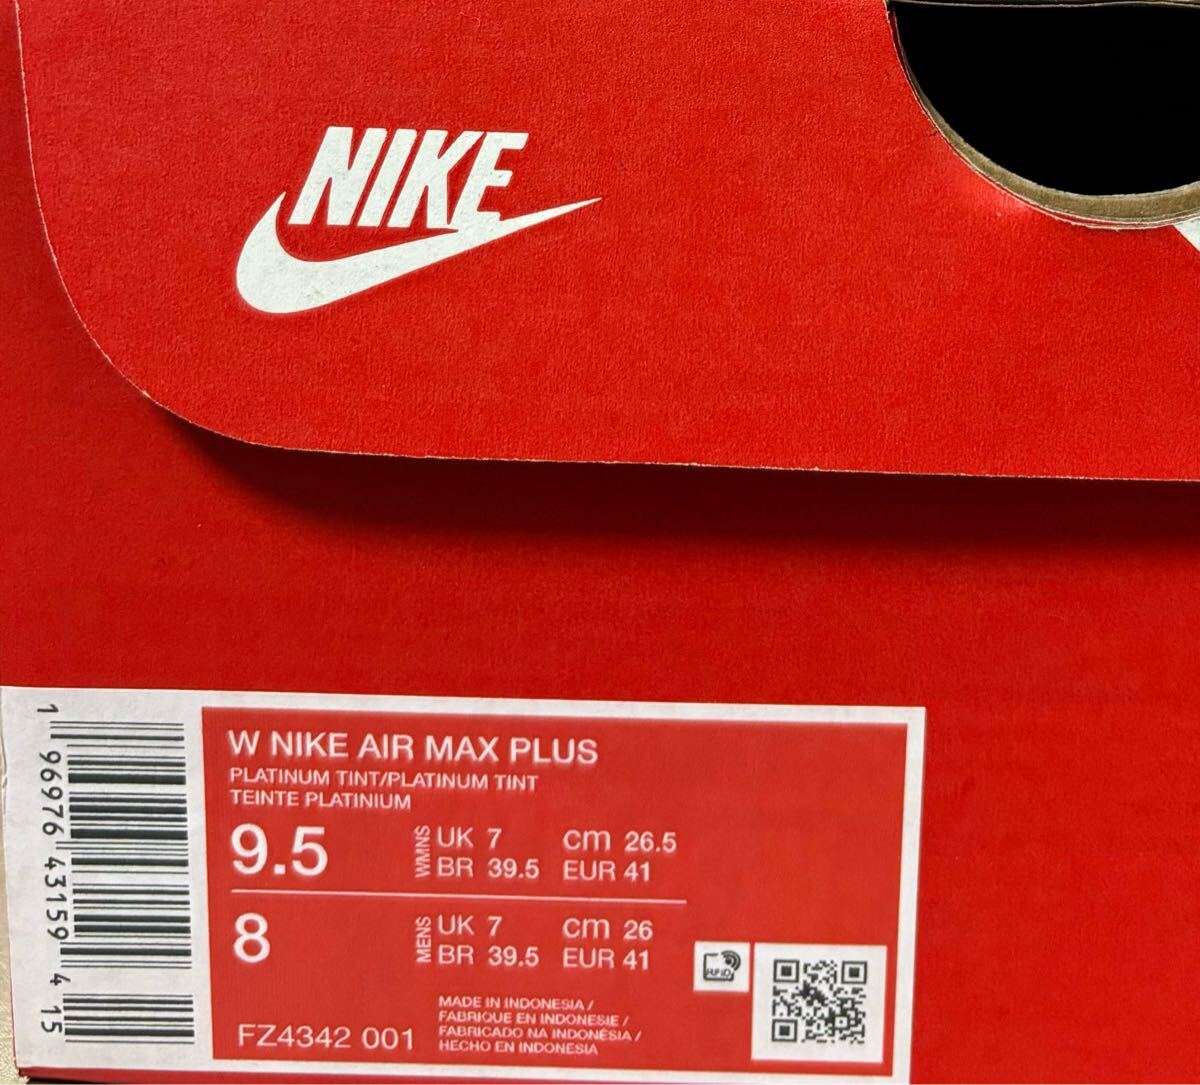 NIKE
W NIKE AIR MAX PLUS
PLATINUM TINT/PLATINUM TINT
TEINTE PLATINIUM
9.5 WMNS UK 7 cm 26.5
BR 39.5 EUR 41
8 MENS UK 7 cm 26
BR 39.5 EUR 41
RFID
MADE IN INDONESIA /
FABRIQUE EN INDONESIE /
FABRICADO NA INDONÉSIA /
HECHO EN INDONESIA
FZ4342 001
1 96976 43159 4 15